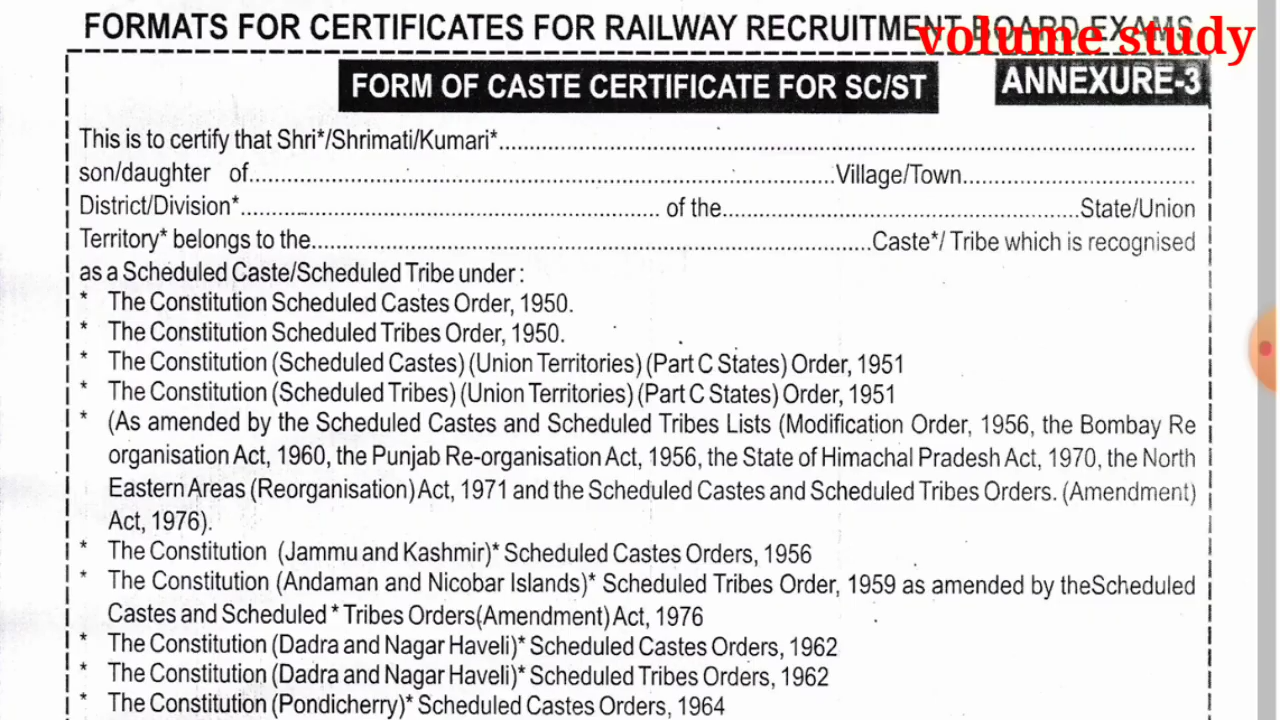 FORMATS FOR CERTIFICATES FOR RAILWAY RECRUITMENT BOARD EXAMS
volume study
FORM OF CASTE CERTIFICATE FOR SC/ST
ANNEXURE-3
This is to certify that Shri*/Shrimati/Kumari*..........................................................................................................
son/daughter of.........................................................................................Village/Town...................................
District/Division*............................................................... of the......................................................State/Union
Territory* belongs to the.....................................................................................Caste*/ Tribe which is recognised
as a Scheduled Caste/Scheduled Tribe under :
* The Constitution Scheduled Castes Order, 1950.
* The Constitution Scheduled Tribes Order, 1950.
* The Constitution (Scheduled Castes) (Union Territories) (Part C States) Order, 1951
* The Constitution (Scheduled Tribes) (Union Territories) (Part C States) Order, 1951
* (As amended by the Scheduled Castes and Scheduled Tribes Lists (Modification Order, 1956, the Bombay Re
organisation Act, 1960, the Punjab Re-organisation Act, 1956, the State of Himachal Pradesh Act, 1970, the North
Eastern Areas (Reorganisation) Act, 1971 and the Scheduled Castes and Scheduled Tribes Orders. (Amendment)
Act, 1976).
* The Constitution (Jammu and Kashmir)* Scheduled Castes Orders, 1956
* The Constitution (Andaman and Nicobar Islands)* Scheduled Tribes Order, 1959 as amended by theScheduled
Castes and Scheduled * Tribes Orders(Amendment) Act, 1976
* The Constitution (Dadra and Nagar Haveli)* Scheduled Castes Orders, 1962
* The Constitution (Dadra and Nagar Haveli)* Scheduled Tribes Orders, 1962
* The Constitution (Pondicherry)* Scheduled Castes Orders, 1964